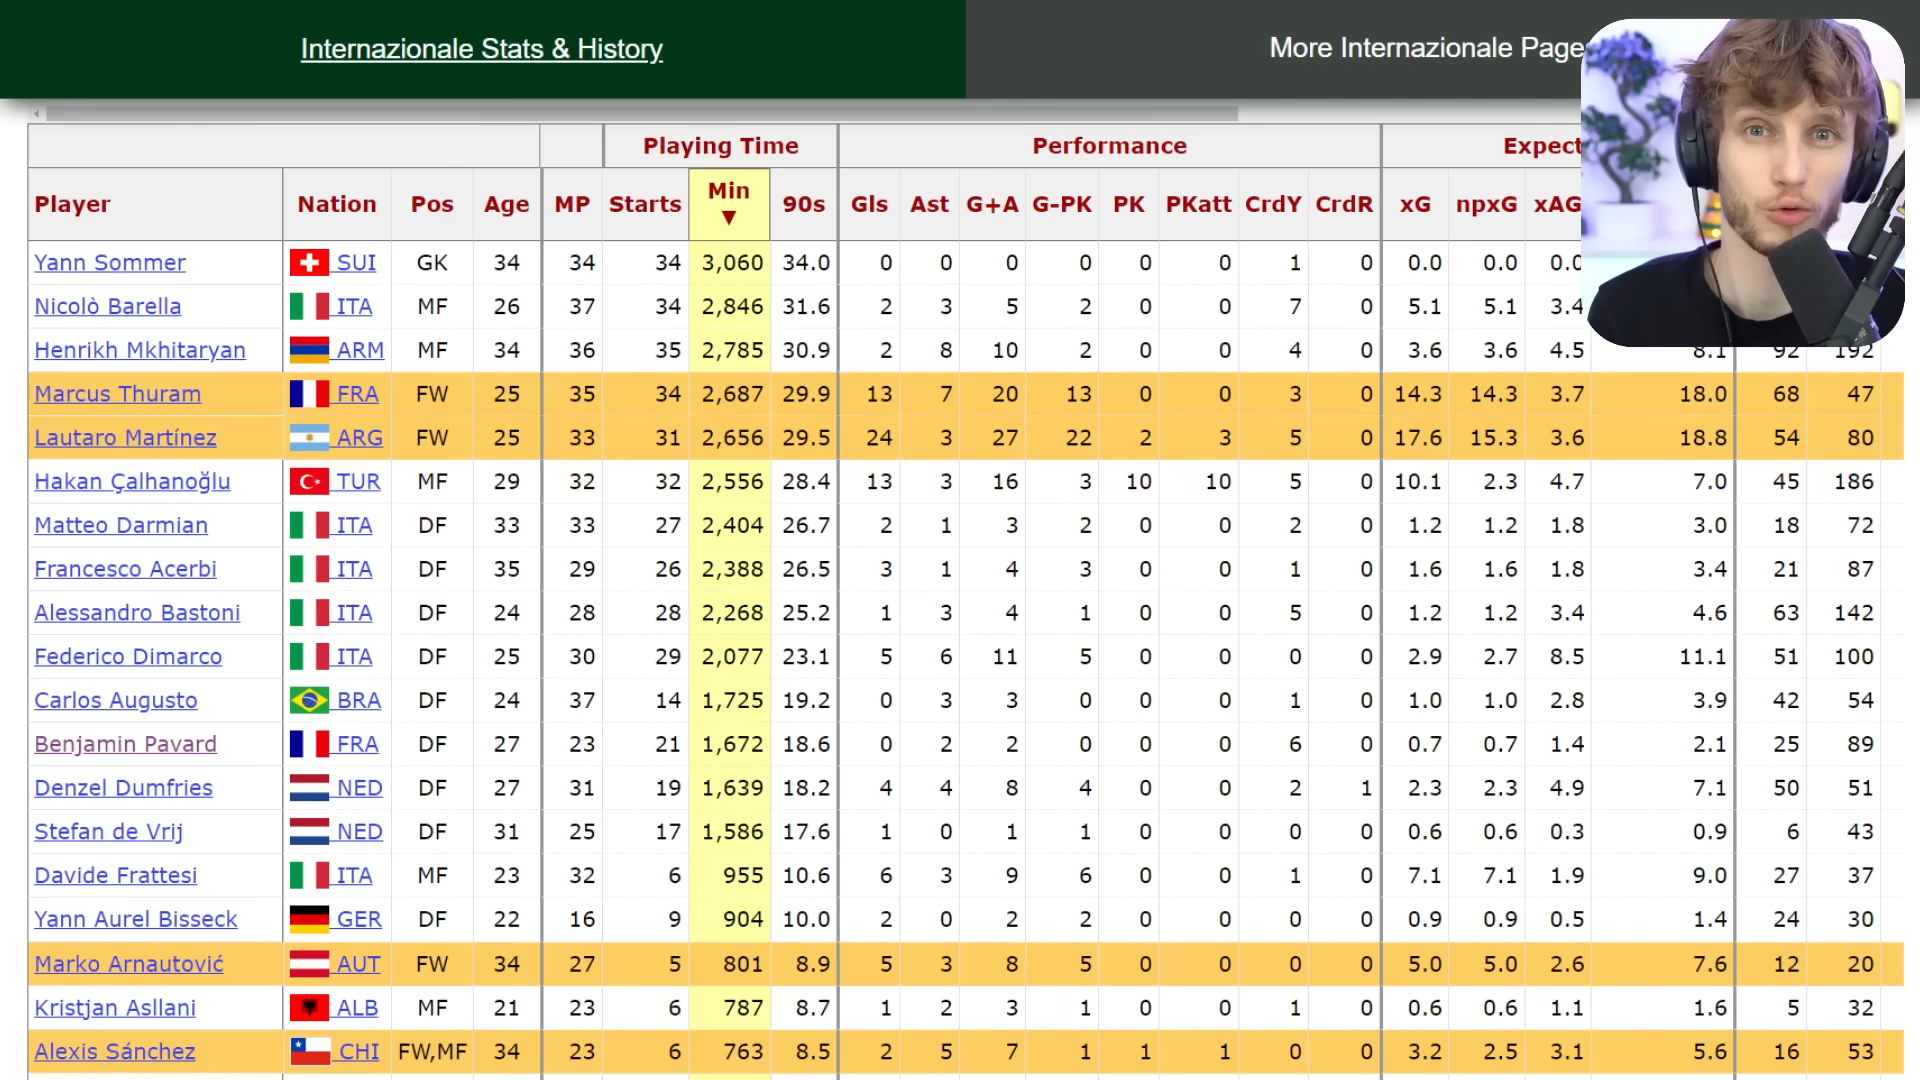 Internazionale Stats & History
More Internazionale Page
Playing Time Performance Expect
Player Nation Pos Age MP Starts Min ▼ 90s Gls Ast G+A G-PK PK PKatt CrdY CrdR xG npxG xAG
Yann Sommer SUI GK 34 34 34 3,060 34.0 0 0 0 0 0 0 1 0 0.0 0.0 0.0
Nicolò Barella ITA MF 26 37 34 2,846 31.6 2 3 5 2 0 0 7 0 5.1 5.1 3.4
Henrikh Mkhitaryan ARM MF 34 36 35 2,785 30.9 2 8 10 2 0 0 4 0 3.6 3.6 4.5 8.1 92 192
Marcus Thuram FRA FW 25 35 34 2,687 29.9 13 7 20 13 0 0 3 0 14.3 14.3 3.7 18.0 68 47
Lautaro Martínez ARG FW 25 33 31 2,656 29.5 24 3 27 22 2 3 5 0 17.6 15.3 3.6 18.8 54 80
Hakan Çalhanoğlu TUR MF 29 32 32 2,556 28.4 13 3 16 3 10 10 5 0 10.1 2.3 4.7 7.0 45 186
Matteo Darmian ITA DF 33 33 27 2,404 26.7 2 1 3 2 0 0 2 0 1.2 1.2 1.8 3.0 18 72
Francesco Acerbi ITA DF 35 29 26 2,388 26.5 3 1 4 3 0 0 1 0 1.6 1.6 1.8 3.4 21 87
Alessandro Bastoni ITA DF 24 28 28 2,268 25.2 1 3 4 1 0 0 5 0 1.2 1.2 3.4 4.6 63 142
Federico Dimarco ITA DF 25 30 29 2,077 23.1 5 6 11 5 0 0 0 0 2.9 2.7 8.5 11.1 51 100
Carlos Augusto BRA DF 24 37 14 1,725 19.2 0 3 3 0 0 0 1 0 1.0 1.0 2.8 3.9 42 54
Benjamin Pavard FRA DF 27 23 21 1,672 18.6 0 2 2 0 0 0 6 0 0.7 0.7 1.4 2.1 25 89
Denzel Dumfries NED DF 27 31 19 1,639 18.2 4 4 8 4 0 0 2 1 2.3 2.3 4.9 7.1 50 51
Stefan de Vrij NED DF 31 25 17 1,586 17.6 1 0 1 1 0 0 0 0 0.6 0.6 0.3 0.9 6 43
Davide Frattesi ITA MF 23 32 6 955 10.6 6 3 9 6 0 0 1 0 7.1 7.1 1.9 9.0 27 37
Yann Aurel Bisseck GER DF 22 16 9 904 10.0 2 0 2 2 0 0 0 0 0.9 0.9 0.5 1.4 24 30
Marko Arnautović AUT FW 34 27 5 801 8.9 5 3 8 5 0 0 0 0 5.0 5.0 2.6 7.6 12 20
Kristjan Asllani ALB MF 21 23 6 787 8.7 1 2 3 1 0 0 1 0 0.6 0.6 1.1 1.6 5 32
Alexis Sánchez CHI FW,MF 34 23 6 763 8.5 2 5 7 1 1 1 0 0 3.2 2.5 3.1 5.6 16 53